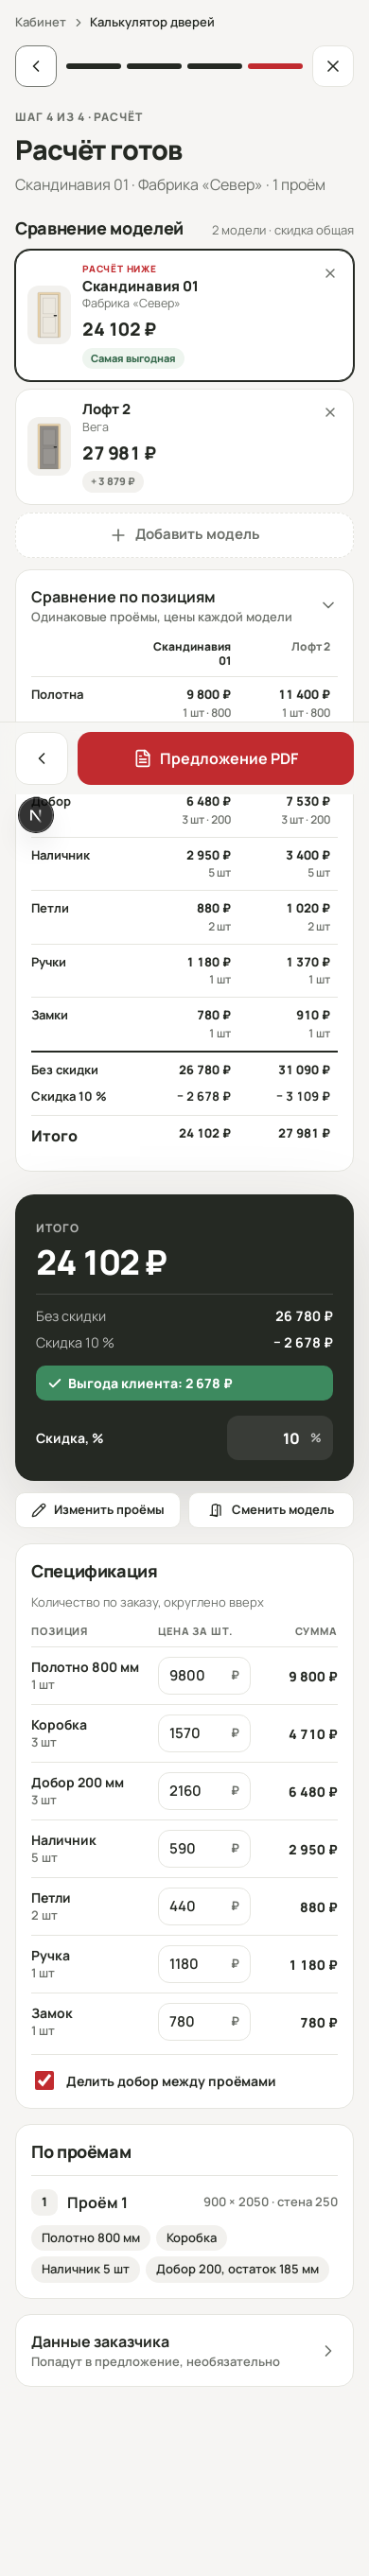 Кабинет > Калькулятор дверей
ШАГ 4 ИЗ 4 · РАСЧЁТ
Расчёт готов
Скандинавия 01 · Фабрика «Север» · 1 проём
Сравнение моделей
2 модели · скидка общая
РАСЧЁТ НИЖЕ
Скандинавия 01
Фабрика «Север»
24 102 ₽
Самая выгодная
Лофт 2
Вега
27 981 ₽
+ 3 879 ₽
Добавить модель
Сравнение по позициям
Одинаковые проёмы, цены каждой модели
Скандинавия 01 Лофт 2
Полотна 9 800 ₽ 11 400 ₽
1 шт · 800 1 шт · 800
Предложение PDF
Добор 6 480 ₽ 7 530 ₽
3 шт · 200 3 шт · 200
N
Наличник 2 950 ₽ 3 400 ₽
5 шт 5 шт
Петли 880 ₽ 1 020 ₽
2 шт 2 шт
Ручки 1 180 ₽ 1 370 ₽
1 шт 1 шт
Замки 780 ₽ 910 ₽
1 шт 1 шт
Без скидки 26 780 ₽ 31 090 ₽
Скидка 10 % − 2 678 ₽ − 3 109 ₽
Итого 24 102 ₽ 27 981 ₽
ИТОГО
24 102 ₽
Без скидки 26 780 ₽
Скидка 10 % − 2 678 ₽
Выгода клиента: 2 678 ₽
Скидка, % 10 %
Изменить проёмы Сменить модель
Спецификация
Количество по заказу, округлено вверх
ПОЗИЦИЯ ЦЕНА ЗА ШТ. СУММА
Полотно 800 мм 9800 ₽ 9 800 ₽
1 шт
Коробка 1570 ₽ 4 710 ₽
3 шт
Добор 200 мм 2160 ₽ 6 480 ₽
3 шт
Наличник 590 ₽ 2 950 ₽
5 шт
Петли 440 ₽ 880 ₽
2 шт
Ручка 1180 ₽ 1 180 ₽
1 шт
Замок 780 ₽ 780 ₽
1 шт
Делить добор между проёмами
По проёмам
1 Проём 1 900 × 2050 · стена 250
Полотно 800 мм Коробка
Наличник 5 шт Добор 200, остаток 185 мм
Данные заказчика
Попадут в предложение, необязательно